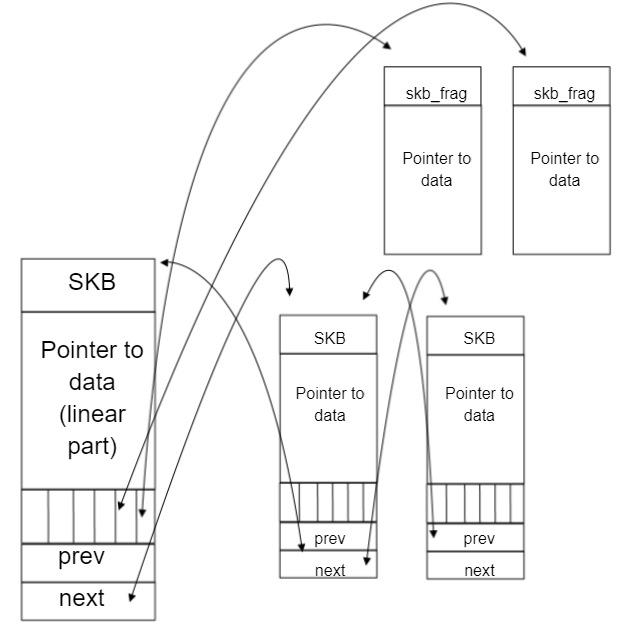 skb_frag
Pointer to
data
skb_frag
Pointer to
data
SKB
Pointer to
data
(linear
part)
prev
next
SKB
Pointer to
data
prev
next
SKB
Pointer to
data
prev
next